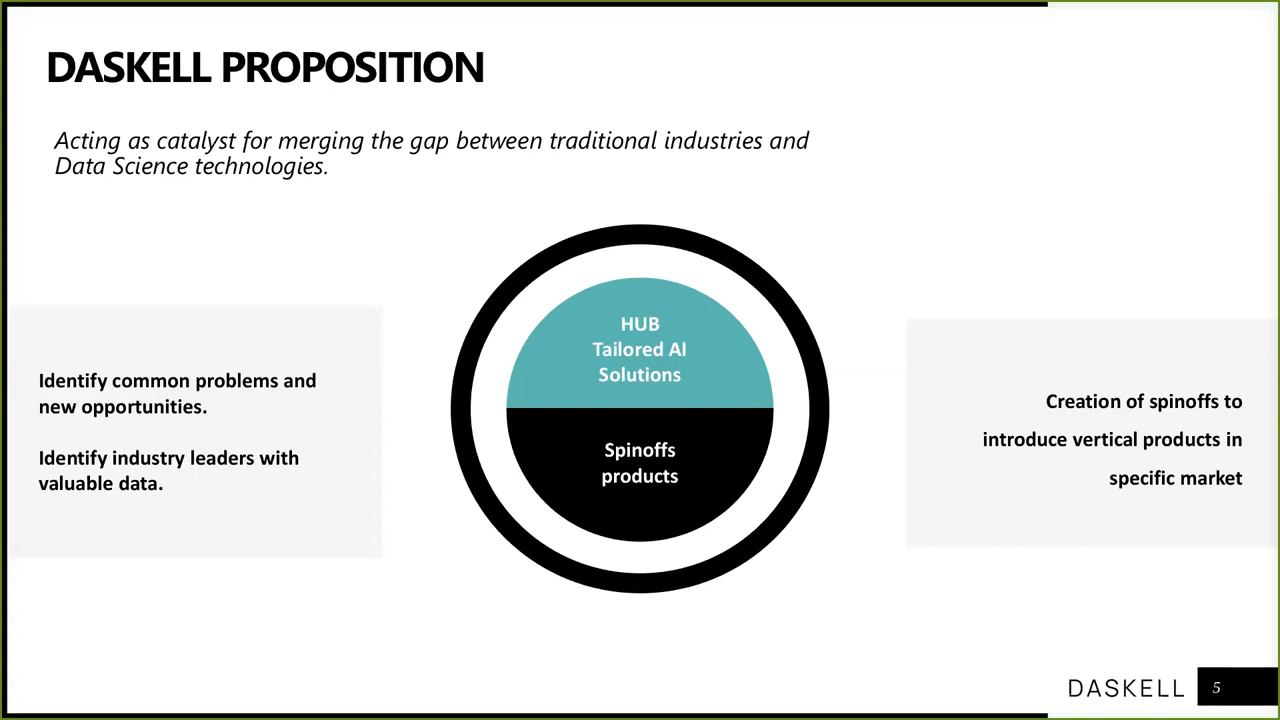 DASKELL PROPOSITION
Acting as catalyst for merging the gap between traditional industries and
Data Science technologies.
Identify common problems and
new opportunities.
Identify industry leaders with
valuable data.
HUB
Tailored AI
Solutions
Spinoffs
products
Creation of spinoffs to
introduce vertical products in
specific market
DASKELL
5